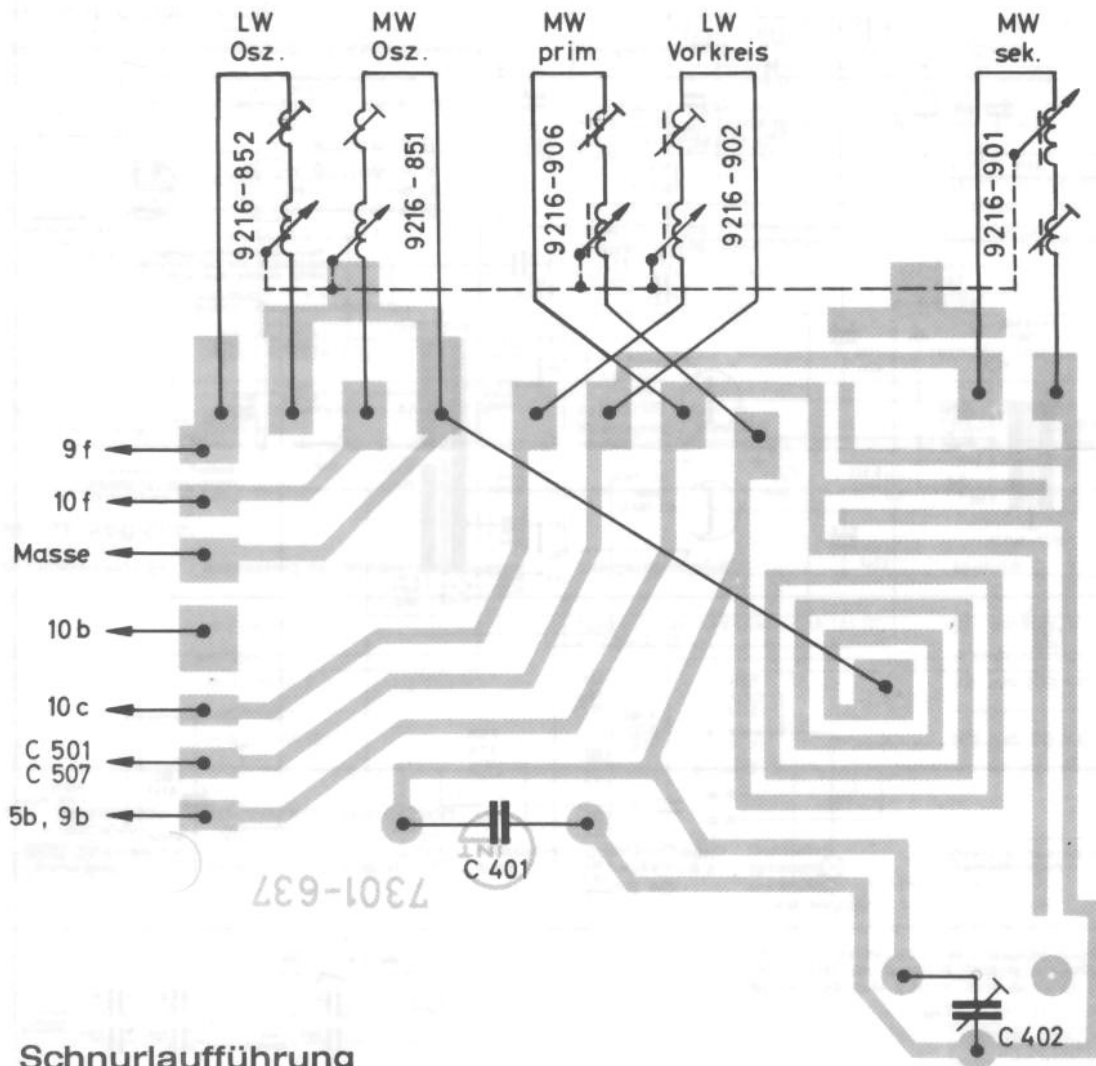 LW
Osz.
MW
Osz.
MW
prim
LW
Vorkreis
MW
sek.
9216-852
9216-851
9216-906
9216-902
9216-901
9 f
10 f
Masse
10 b
10 c
C 501
C 507
5b, 9b
C 401
INT
7301-637
C 402
Schnurlaufführung